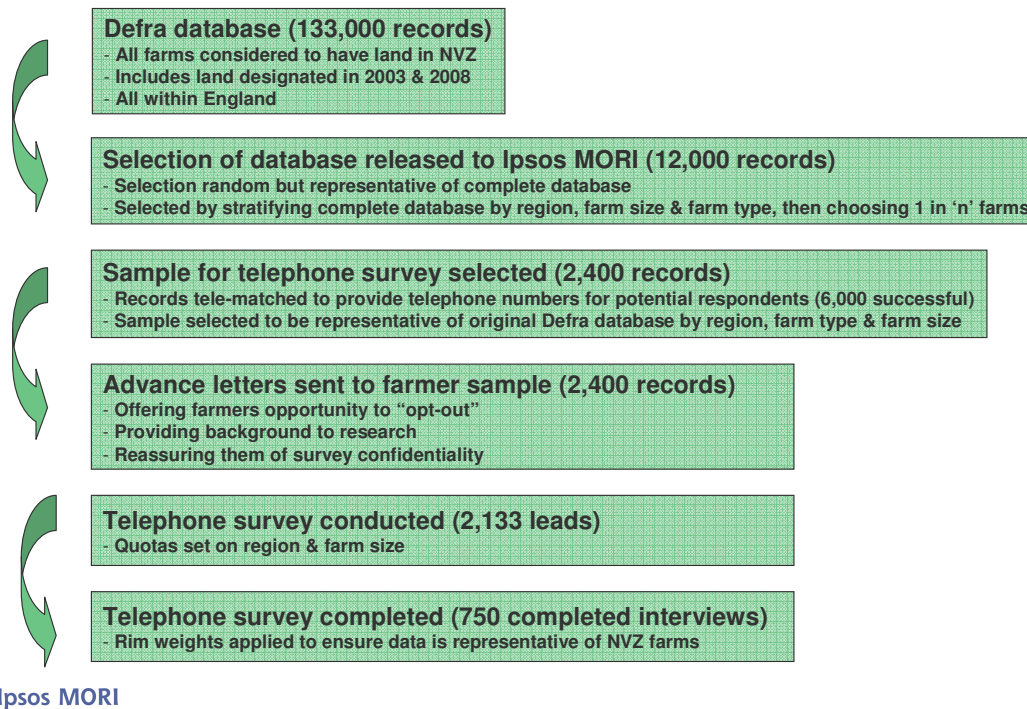 Defra database (133,000 records)
- All farms considered to have land in NVZ
- Includes land designated in 2003 & 2008
- All within England
Selection of database released to Ipsos MORI (12,000 records)
- Selection random but representative of complete database
- Selected by stratifying complete database by region, farm size & farm type, then choosing 1 in ‘n’ farms
Sample for telephone survey selected (2,400 records)
- Records tele-matched to provide telephone numbers for potential respondents (6,000 successful)
- Sample selected to be representative of original Defra database by region, farm type & farm size
Advance letters sent to farmer sample (2,400 records)
- Offering farmers opportunity to “opt-out”
- Providing background to research
- Reassuring them of survey confidentiality
Telephone survey conducted (2,133 leads)
- Quotas set on region & farm size
Telephone survey completed (750 completed interviews)
- Rim weights applied to ensure data is representative of NVZ farms
Ipsos MORI